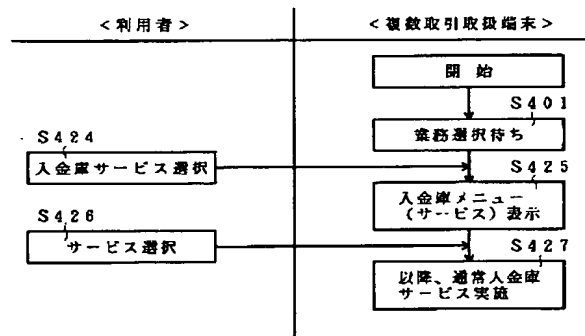 <利用者>
<複数取引取扱端末>
開始
S401
業務選択待ち
S424
入金庫サービス選択
S425
入金庫メニュー
(サービス)表示
S426
サービス選択
S427
以降、通常入金庫
サービス実施